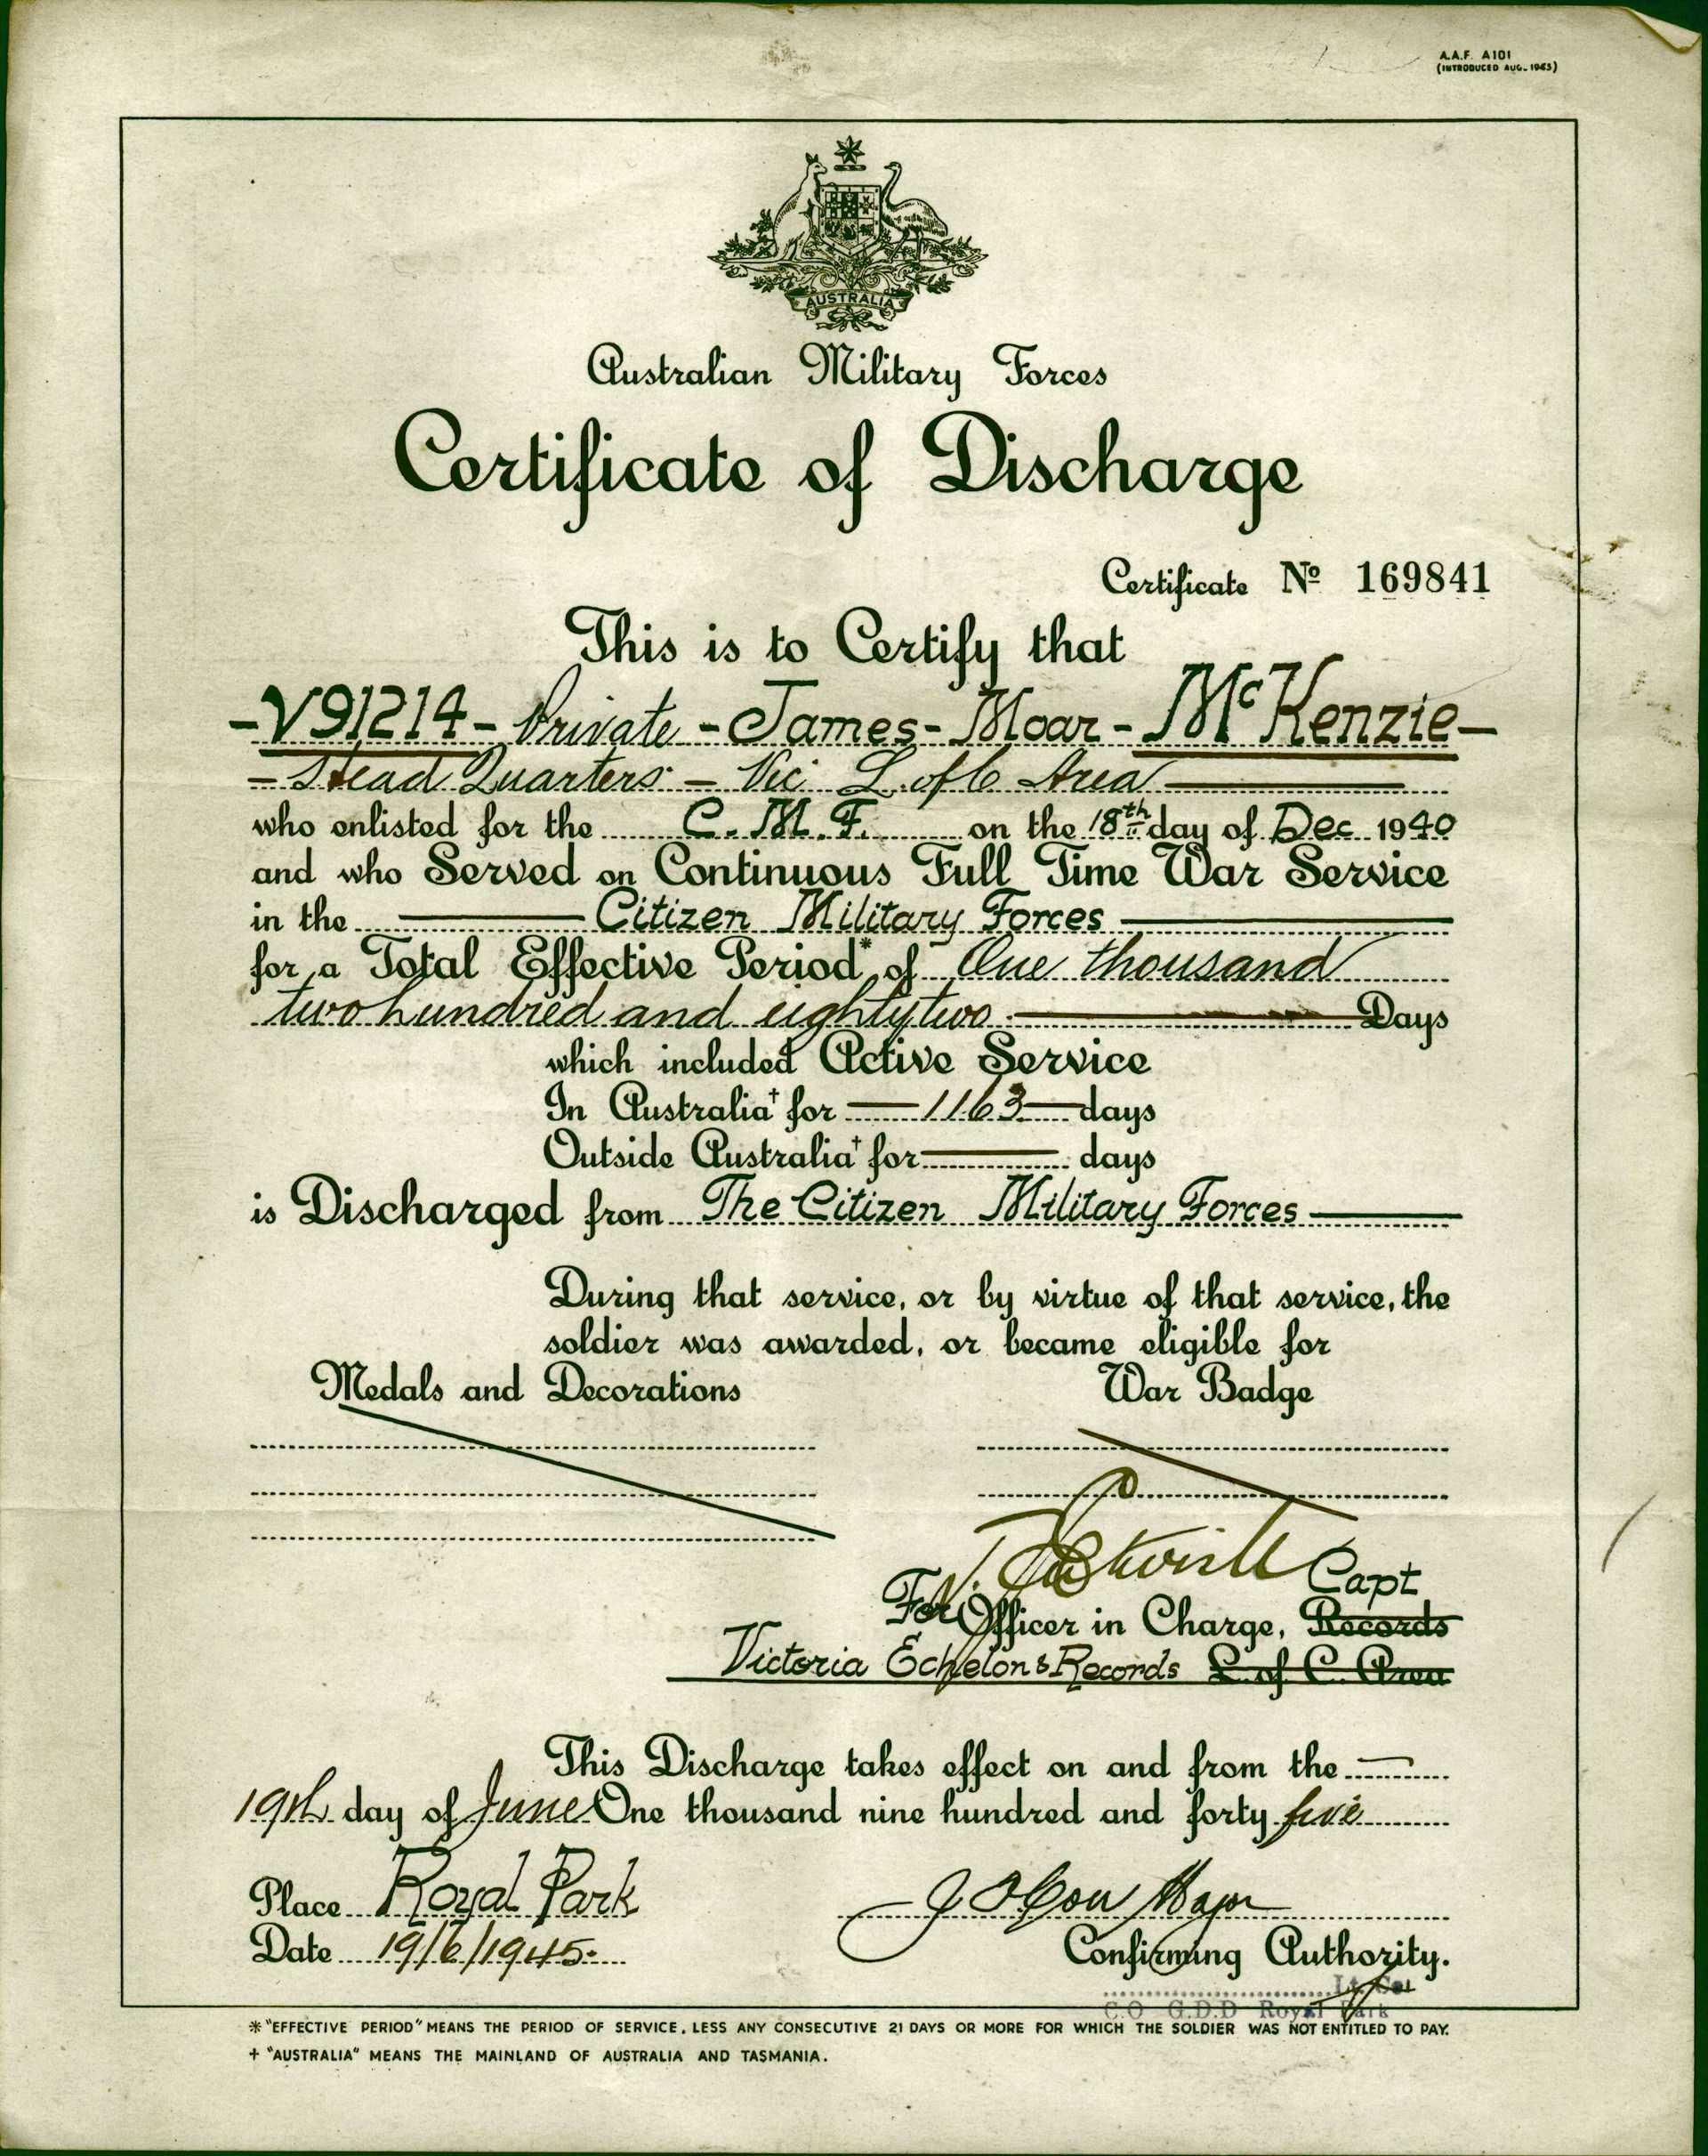 A.A.F. A101
(INTRODUCED AUG. 1943)
AUSTRALIA
Australian Military Forces
Certificate of Discharge
Certificate Nº 169841
This is to Certify that
- V91214 - Private - James - Moar - McKenzie -
- Head Quarters - Vic L. of C Area
who enlisted for the C. M. F. on the 18th day of Dec 1940
and who Served on Continuous Full Time War Service
in the Citizen Military Forces
for a Total Effective Period* of One thousand
two hundred and eighty two Days
which included Active Service
In Australia† for — 1163 — days
Outside Australia† for — days
is Discharged from The Citizen Military Forces
During that service, or by virtue of that service, the
soldier was awarded, or became eligible for
Medals and Decorations War Badge
Capt
For Officer in Charge, Records
Victoria Echelon & Records L. of C. Area
This Discharge takes effect on and from the
19th day of June One thousand nine hundred and forty five
Place Royal Park Major
Date 19/6/1945. Confirming Authority.
Lt. Col
C.O G.D.D Royal Park
* "EFFECTIVE PERIOD" MEANS THE PERIOD OF SERVICE, LESS ANY CONSECUTIVE 21 DAYS OR MORE FOR WHICH THE SOLDIER WAS NOT ENTITLED TO PAY.
† "AUSTRALIA" MEANS THE MAINLAND OF AUSTRALIA AND TASMANIA.